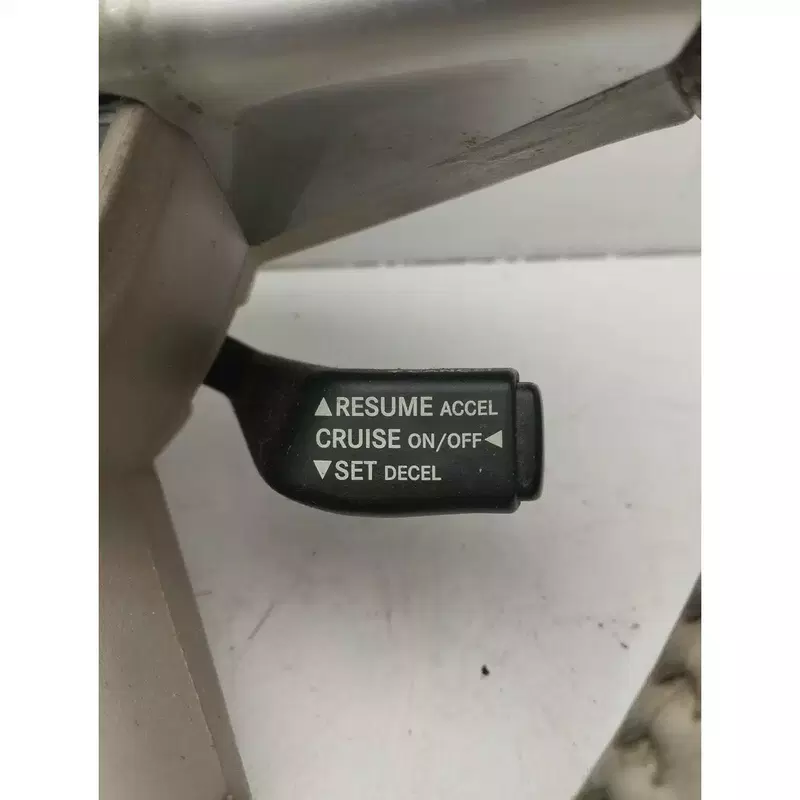 ▲RESUME ACCEL
CRUISE ON/OFF◀
▼SET DECEL